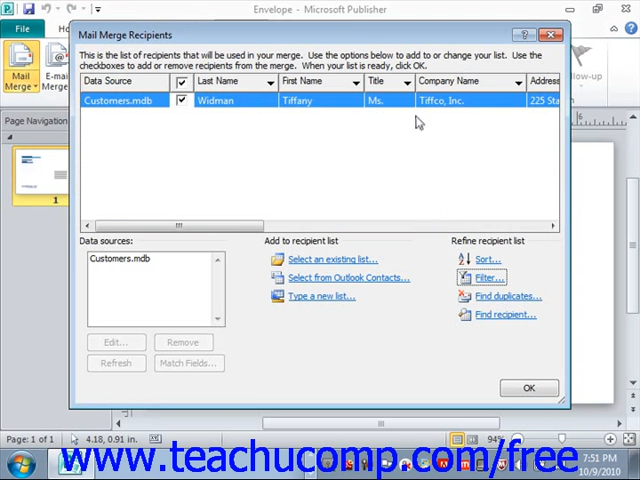 Envelope - Microsoft Publisher
File
Mail Merge Recipients
This is the list of recipients that will be used in your merge. Use the options below to add to or change your list. Use the
checkboxes to add or remove recipients from the merge. When your list is ready, click OK.
Data Source Last Name First Name Title Company Name Address
Customers.mdb Widman Tiffany Ms. Tiffco, Inc. 225 Sta
Mail
Merge
E-mail
Merge
Page Navigation
1
Data sources:
Customers.mdb
Edit...
Remove
Refresh
Match Fields...
Add to recipient list
Select an existing list...
Select from Outlook Contacts...
Type a new list...
Refine recipient list
Sort...
Filter...
Find duplicates...
Find recipient...
OK
Page: 1 of 1 4.18, 0.91 in. 94%
www.teachucomp.com/free
7:51 PM
10/9/2010